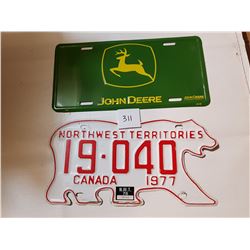 JOHN DEERE
311
NORTHWEST TERRITORIES
19-040
CANADA 1977